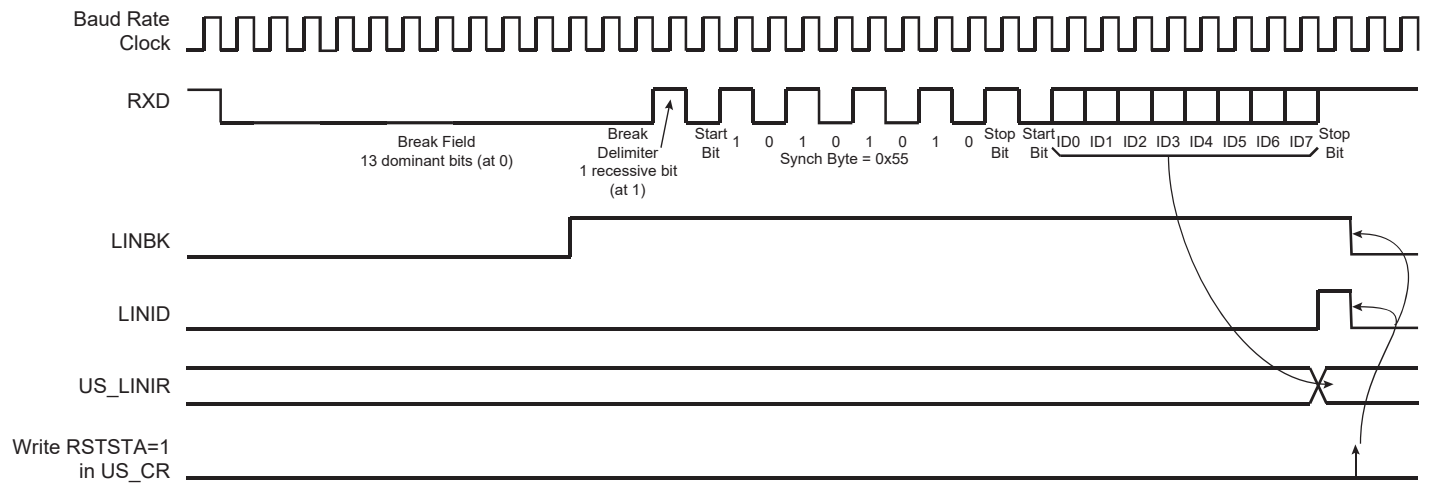 Baud Rate
Clock
RXD
Break Field
13 dominant bits (at 0)
Break
Delimiter
1 recessive bit
(at 1)
Start
Bit
1 0 1 0 1 0 1 0
Synch Byte = 0x55
Stop
Bit
Start
Bit
ID0 ID1 ID2 ID3 ID4 ID5 ID6 ID7
Stop
Bit
LINBK
LINID
US_LINIR
Write RSTSTA=1
in US_CR